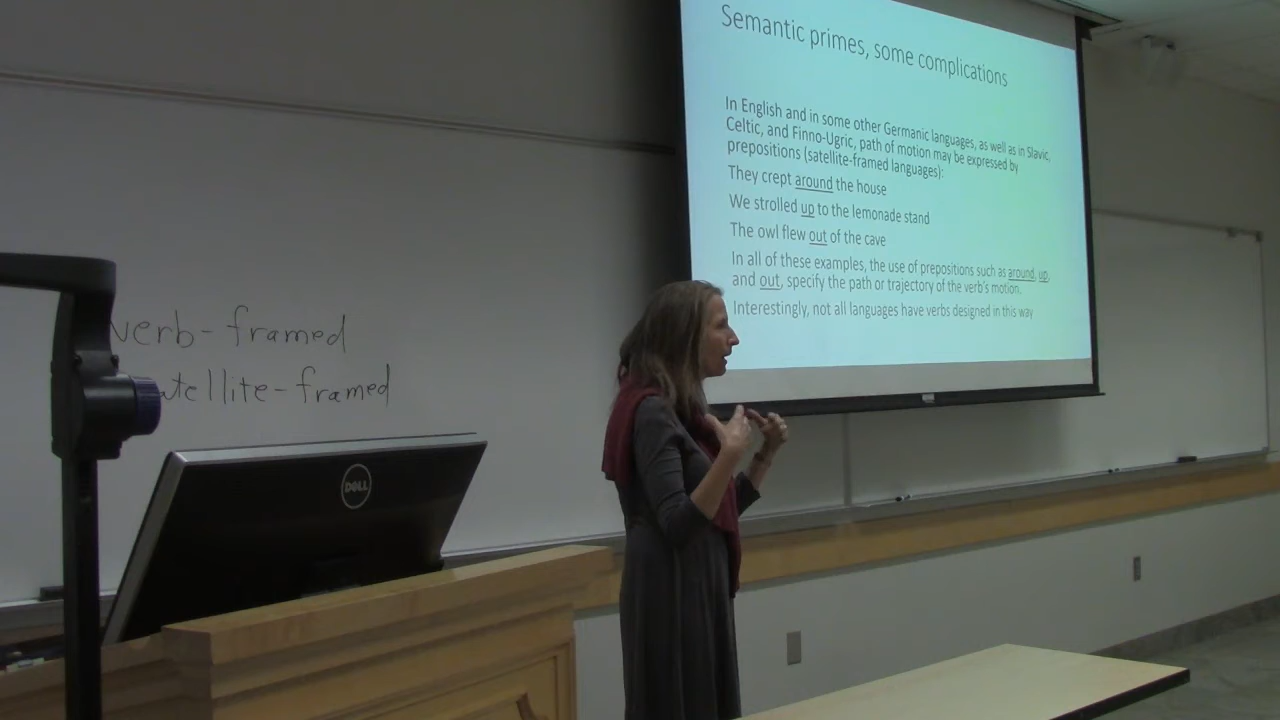 Semantic primes, some complications
In English and in some other Germanic languages, as well as in Slavic,
Celtic, and Finno-Ugric, path of motion may be expressed by
prepositions (satellite-framed languages):
They crept around the house
We strolled up to the lemonade stand
The owl flew out of the cave
In all of these examples, the use of prepositions such as around, up,
and out, specify the path or trajectory of the verb's motion.
Interestingly, not all languages have verbs designed in this way
verb-framed
atellite-framed
DELL